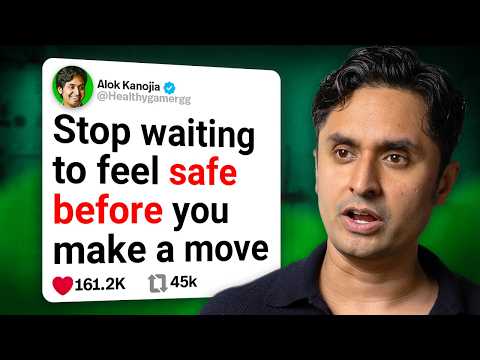 Alok Kanojia
@Healthygamergg
Stop waiting
to feel safe
before you
make a move
161.2K 45k